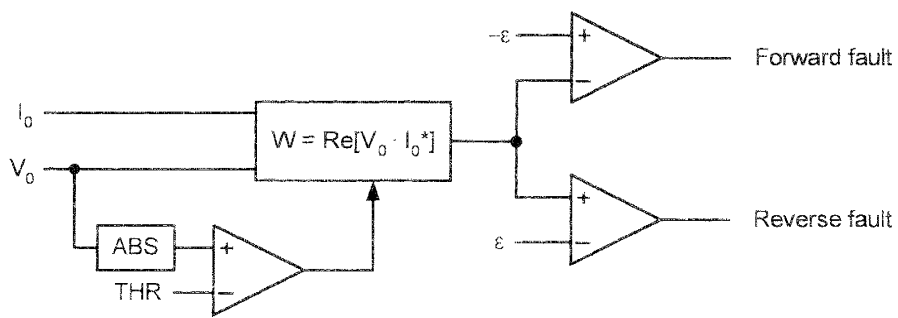 −ε
+
−
Forward fault
I₀
W = Re[V₀ · I₀*]
V₀
+
−
ε
Reverse fault
ABS
+
THR
−